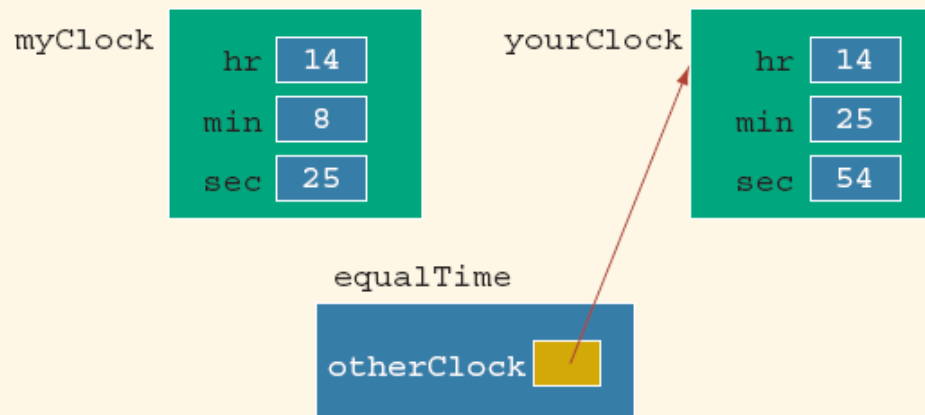 myClock
hr 14
min 8
sec 25
yourClock
hr 14
min 25
sec 54
equalTime
otherClock